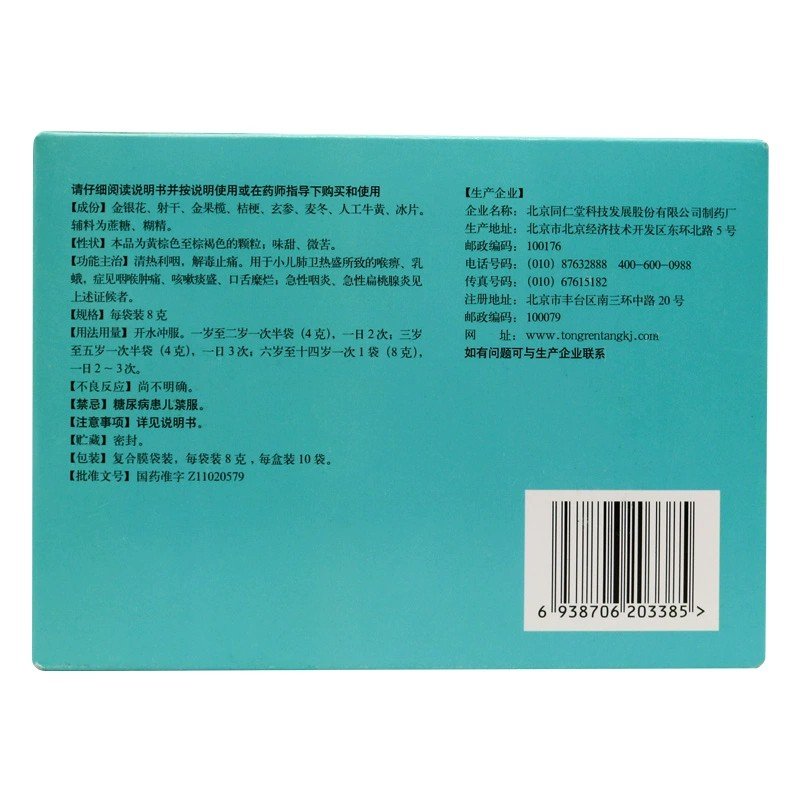 请仔细阅读说明书并按说明使用或在药师指导下购买和使用
【成份】金银花、射干、金果榄、桔梗、玄参、麦冬、人工牛黄、冰片。
辅料为蔗糖、糊精。
【性状】本品为黄棕色至棕褐色的颗粒；味甜、微苦。
【功能主治】清热利咽，解毒止痛。用于小儿肺卫热盛所致的喉痹、乳
蛾，症见咽喉肿痛、咳嗽痰盛、口舌糜烂；急性咽炎、急性扁桃腺炎见
上述证候者。
【规格】每袋装8克
【用法用量】开水冲服。一岁至二岁一次半袋（4克），一日2次；三岁
至五岁一次半袋（4克），一日3次；六岁至十四岁一次1袋（8克），
一日2～3次。
【不良反应】尚不明确。
【禁忌】糖尿病患儿禁服。
【注意事项】详见说明书。
【贮藏】密封。
【包装】复合膜袋装，每袋装8克，每盒装10袋。
【批准文号】国药准字Z11020579
【生产企业】
企业名称：北京同仁堂科技发展股份有限公司制药厂
生产地址：北京市北京经济技术开发区东环北路5号
邮政编码：100176
电话号码：(010) 87632888 400-600-0988
传真号码：(010) 67615182
注册地址：北京市丰台区南三环中路20号
邮政编码：100079
网 址：www.tongrentangkj.com
如有问题可与生产企业联系
6 938706 203385>